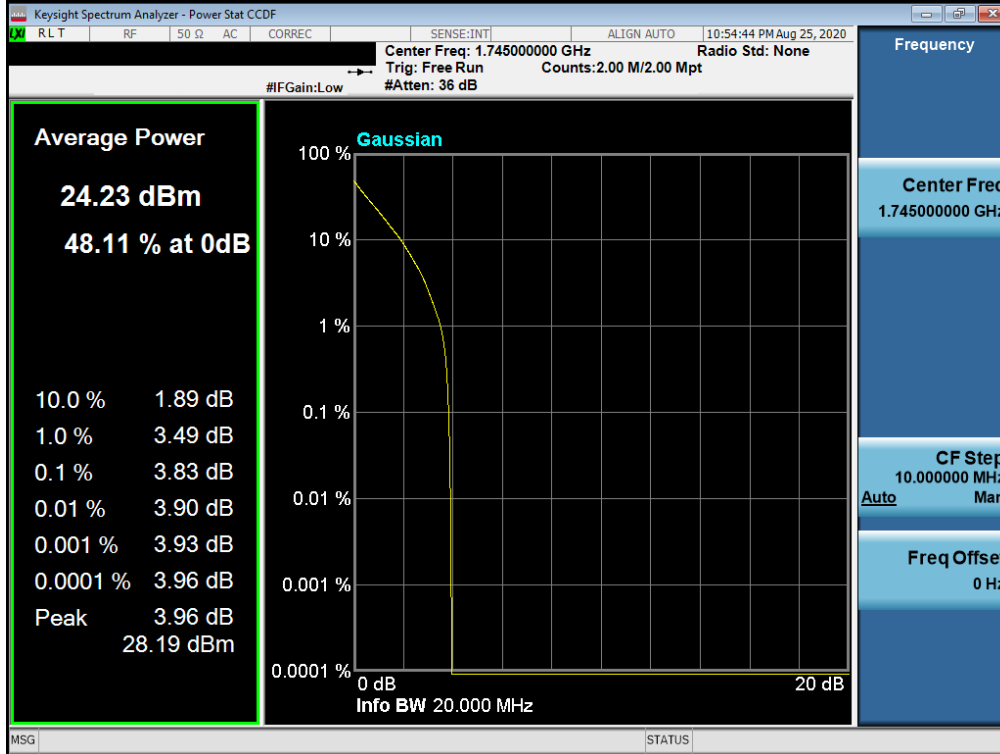 Keysight Spectrum Analyzer - Power Stat CCDF
LXI RLT RF 50 Ω AC CORREC SENSE:INT ALIGN AUTO 10:54:44 PM Aug 25, 2020
Center Freq: 1.745000000 GHz Radio Std: None
Trig: Free Run Counts:2.00 M/2.00 Mpt
#IFGain:Low #Atten: 36 dB
Average Power
24.23 dBm
48.11 % at 0dB
10.0 % 1.89 dB
1.0 % 3.49 dB
0.1 % 3.83 dB
0.01 % 3.90 dB
0.001 % 3.93 dB
0.0001 % 3.96 dB
Peak 3.96 dB
28.19 dBm
Gaussian
100 %
10 %
1 %
0.1 %
0.01 %
0.001 %
0.0001 %
0 dB 20 dB
Info BW 20.000 MHz
Frequency
Center Freq
1.745000000 GHz
CF Step
10.000000 MHz
Auto Man
Freq Offset
0 Hz
MSG STATUS